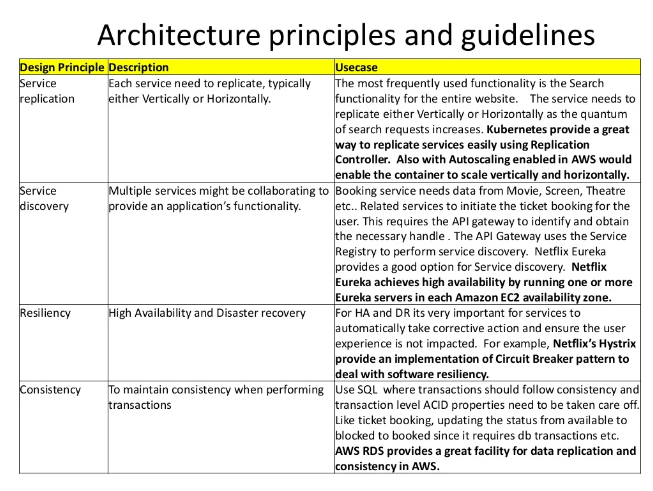 Architecture principles and guidelines
Design Principle Description Usecase
Service
replication
Each service need to replicate, typically
either Vertically or Horizontally.
The most frequently used functionality is the Search
functionality for the entire website. The service needs to
replicate either Vertically or Horizontally as the quantum
of search requests increases. Kubernetes provide a great
way to replicate services easily using Replication
Controller. Also with Autoscaling enabled in AWS would
enable the container to scale vertically and horizontally.
Service
discovery
Multiple services might be collaborating to
provide an application's functionality.
Booking service needs data from Movie, Screen, Theatre
etc.. Related services to initiate the ticket booking for the
user. This requires the API gateway to identify and obtain
the necessary handle . The API Gateway uses the Service
Registry to perform service discovery. Netflix Eureka
provides a good option for Service discovery. Netflix
Eureka achieves high availability by running one or more
Eureka servers in each Amazon EC2 availability zone.
Resiliency
High Availability and Disaster recovery
For HA and DR its very important for services to
automatically take corrective action and ensure the user
experience is not impacted. For example, Netflix's Hystrix
provide an implementation of Circuit Breaker pattern to
deal with software resiliency.
Consistency
To maintain consistency when performing
transactions
Use SQL where transactions should follow consistency and
transaction level ACID properties need to be taken care off.
Like ticket booking, updating the status from available to
blocked to booked since it requires db transactions etc.
AWS RDS provides a great facility for data replication and
consistency in AWS.